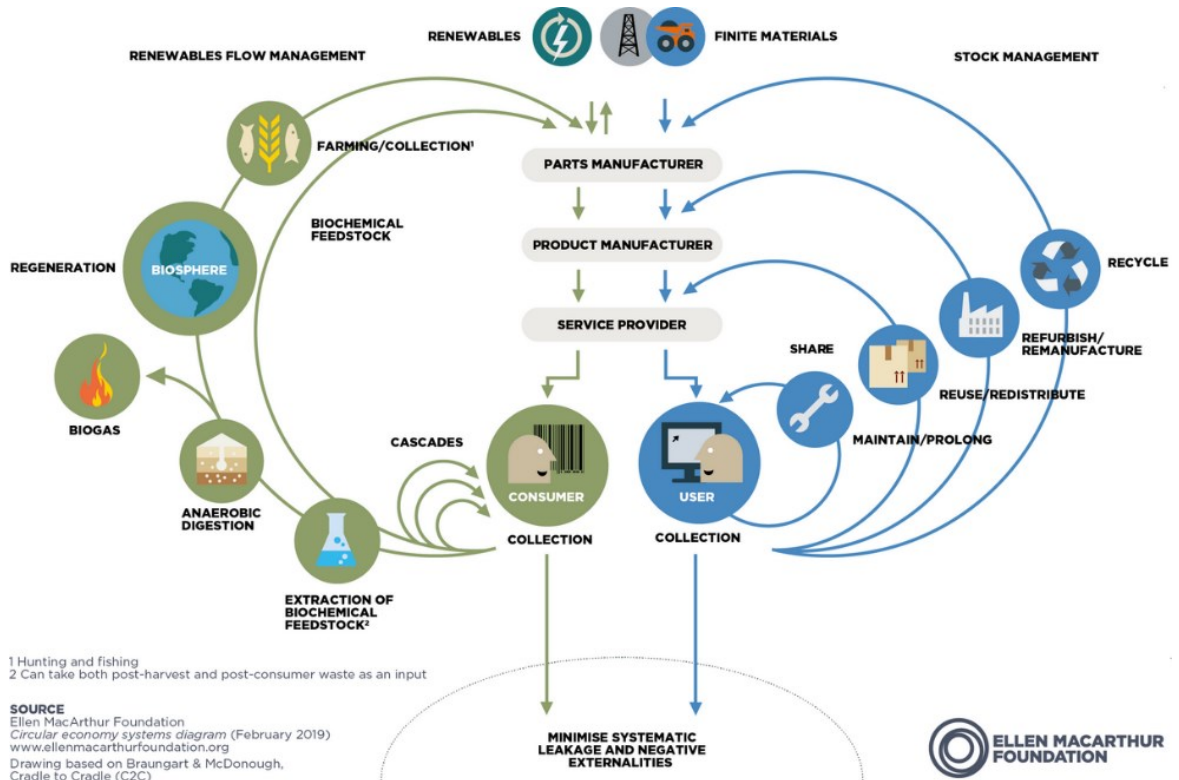 RENEWABLES
FINITE MATERIALS
RENEWABLES FLOW MANAGEMENT
STOCK MANAGEMENT
FARMING/COLLECTION¹
PARTS MANUFACTURER
BIOCHEMICAL
FEEDSTOCK
PRODUCT MANUFACTURER
REGENERATION
BIOSPHERE
RECYCLE
SERVICE PROVIDER
SHARE
REFURBISH/
REMANUFACTURE
REUSE/REDISTRIBUTE
BIOGAS
CASCADES
MAINTAIN/PROLONG
CONSUMER
USER
ANAEROBIC
DIGESTION
COLLECTION
COLLECTION
EXTRACTION OF
BIOCHEMICAL
FEEDSTOCK²
1 Hunting and fishing
2 Can take both post-harvest and post-consumer waste as an input
SOURCE
Ellen MacArthur Foundation
Circular economy systems diagram (February 2019)
www.ellenmacarthurfoundation.org
Drawing based on Braungart & McDonough,
Cradle to Cradle (C2C)
MINIMISE SYSTEMATIC
LEAKAGE AND NEGATIVE
EXTERNALITIES
ELLEN MACARTHUR
FOUNDATION